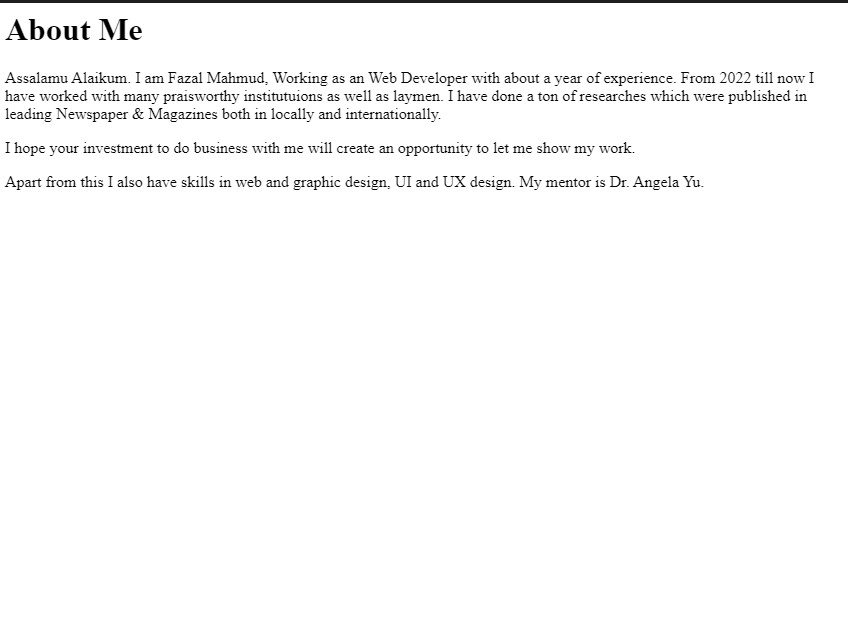 About Me
Assalamu Alaikum. I am Fazal Mahmud, Working as an Web Developer with about a year of experience. From 2022 till now I
have worked with many praisworthy institutuions as well as laymen. I have done a ton of researches which were published in
leading Newspaper & Magazines both in locally and internationally.
I hope your investment to do business with me will create an opportunity to let me show my work.
Apart from this I also have skills in web and graphic design, UI and UX design. My mentor is Dr. Angela Yu.